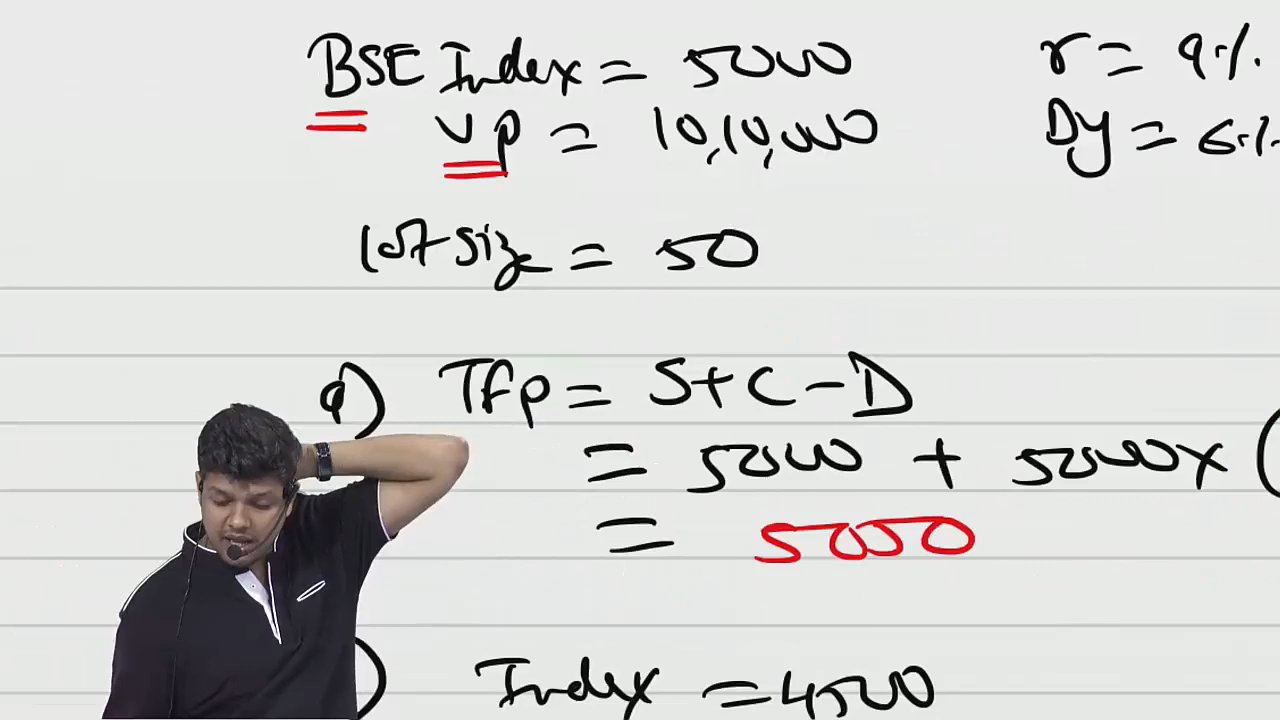 BSE Index = 5000
r = 9%.
Vp = 10,10,000
Dy = 6%.
lot size = 50
a) Tfp = S+C-D
= 5000 + 5000x (
= 5050
) Index = 4500